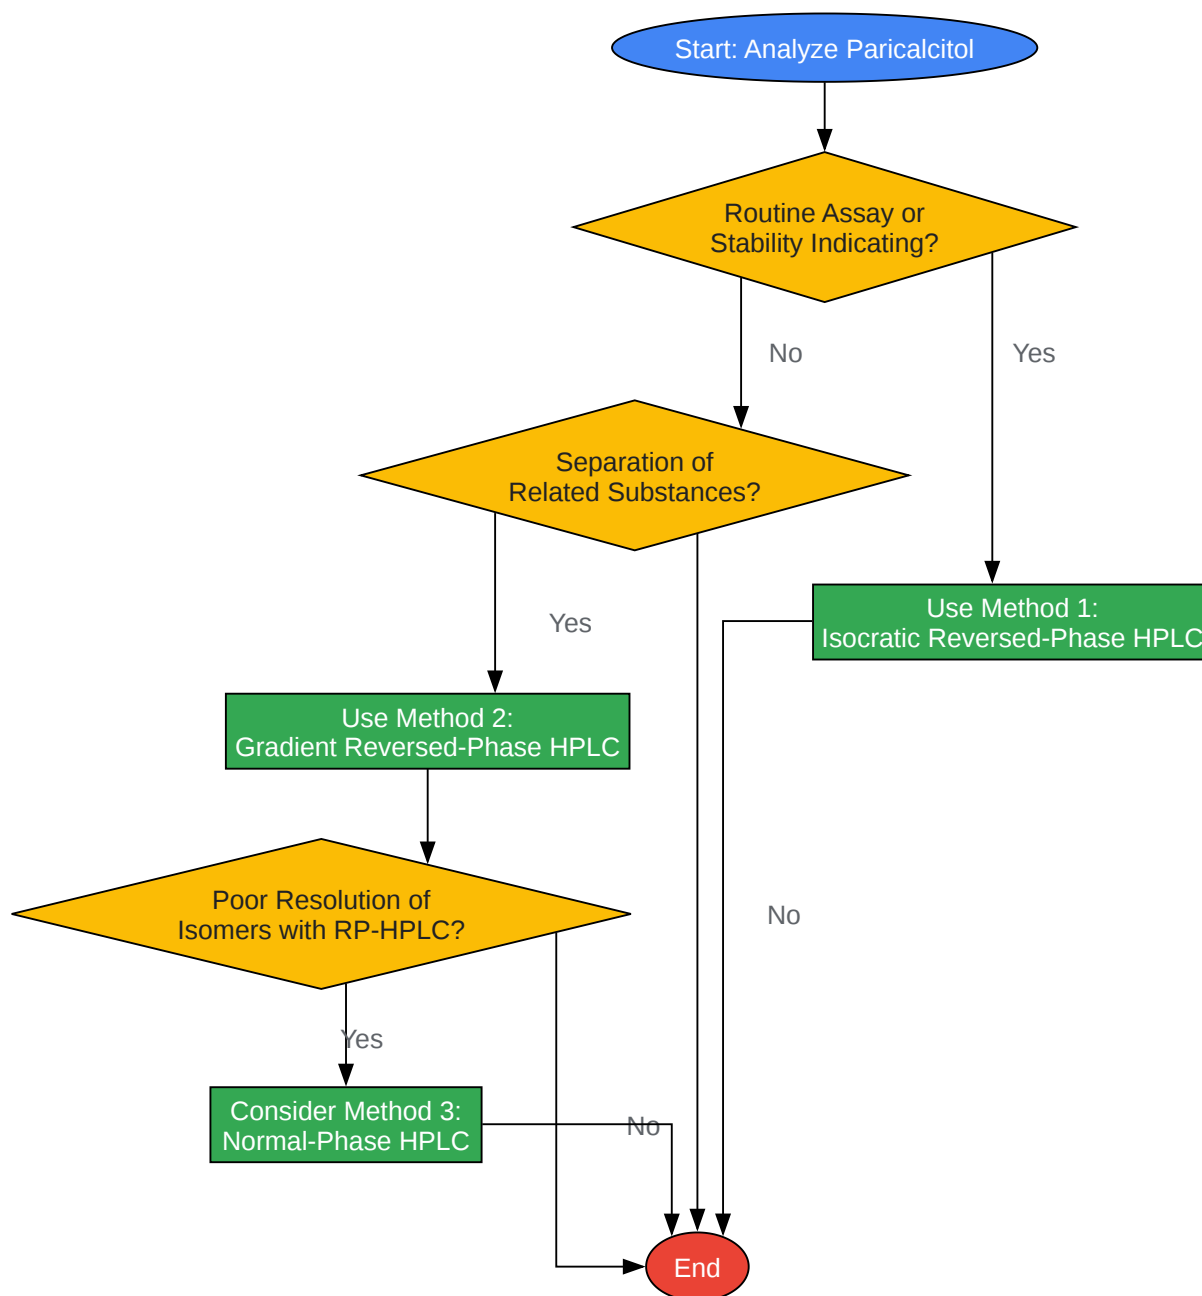 Start: Analyze Paricalcitol
Routine Assay or
Stability Indicating?
No
Yes
Separation of
Related Substances?
Yes
Use Method 1:
Isocratic Reversed-Phase HPLC
Use Method 2:
Gradient Reversed-Phase HPLC
Poor Resolution of
Isomers with RP-HPLC?
No
Yes
Consider Method 3:
Normal-Phase HPLC
No
End